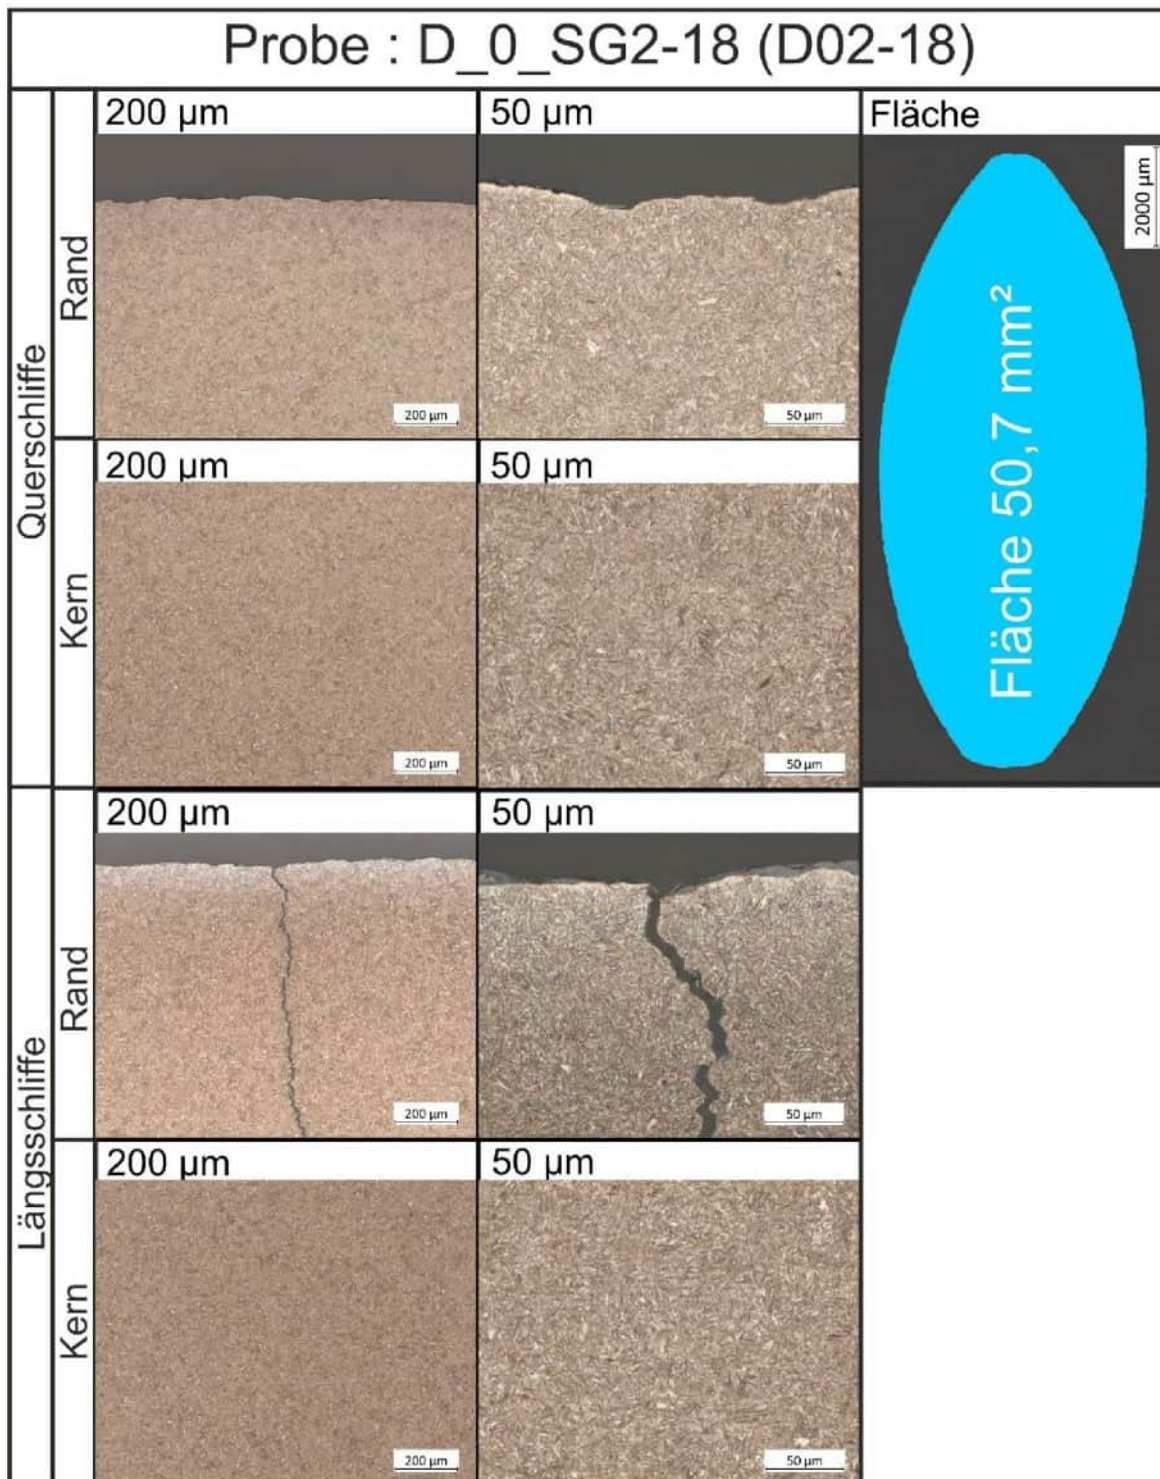 Probe : D_0_SG2-18 (D02-18)
Querschliffe
Rand
200 µm
200 µm
50 µm
50 µm
Fläche
2000 µm
Fläche 50,7 mm²
Kern
200 µm
200 µm
50 µm
50 µm
Längsschliffe
Rand
200 µm
200 µm
50 µm
50 µm
Kern
200 µm
200 µm
50 µm
50 µm